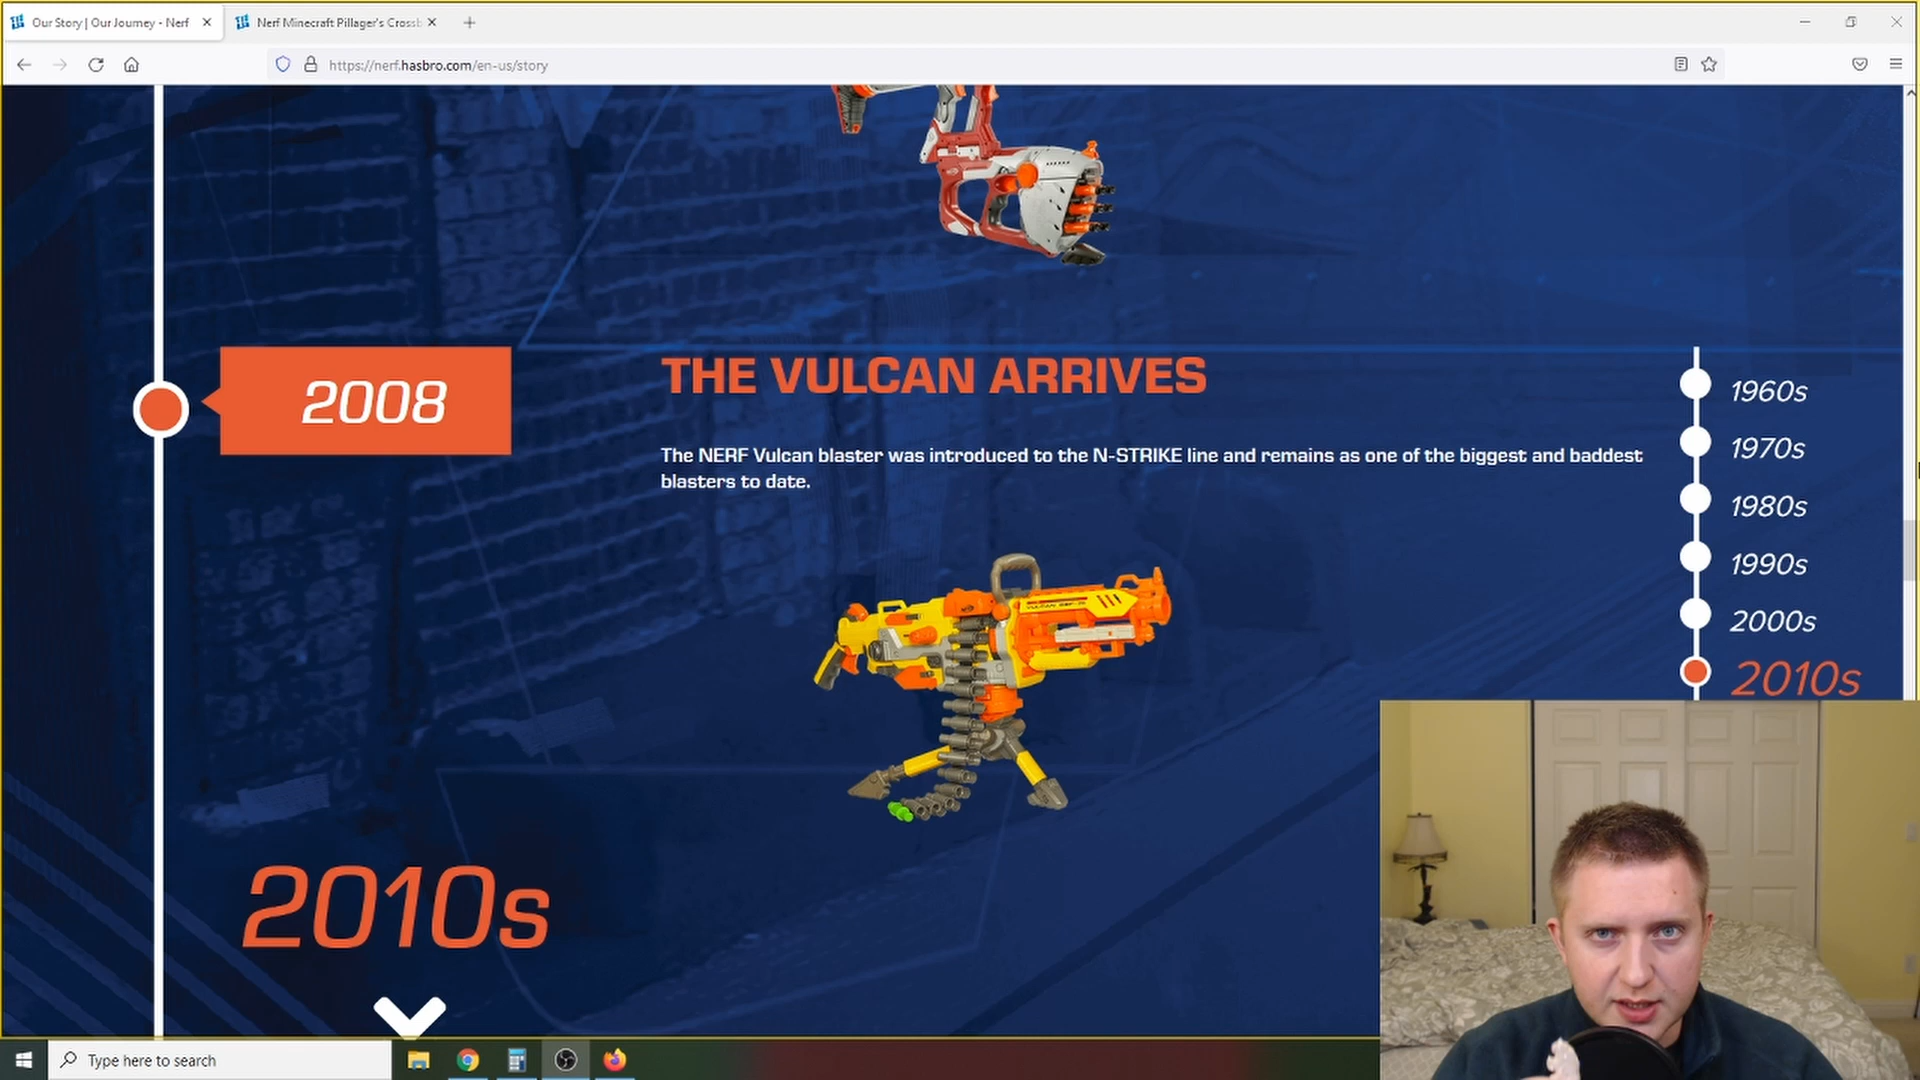 Our Story | Our Journey - Nerf
Nerf Minecraft Pillager's Crossb
https://nerf.hasbro.com/en-us/story
2008
THE VULCAN ARRIVES
The NERF Vulcan blaster was introduced to the N-STRIKE line and remains as one of the biggest and baddest
blasters to date.
1960s
1970s
1980s
1990s
2000s
2010s
2010s
Type here to search